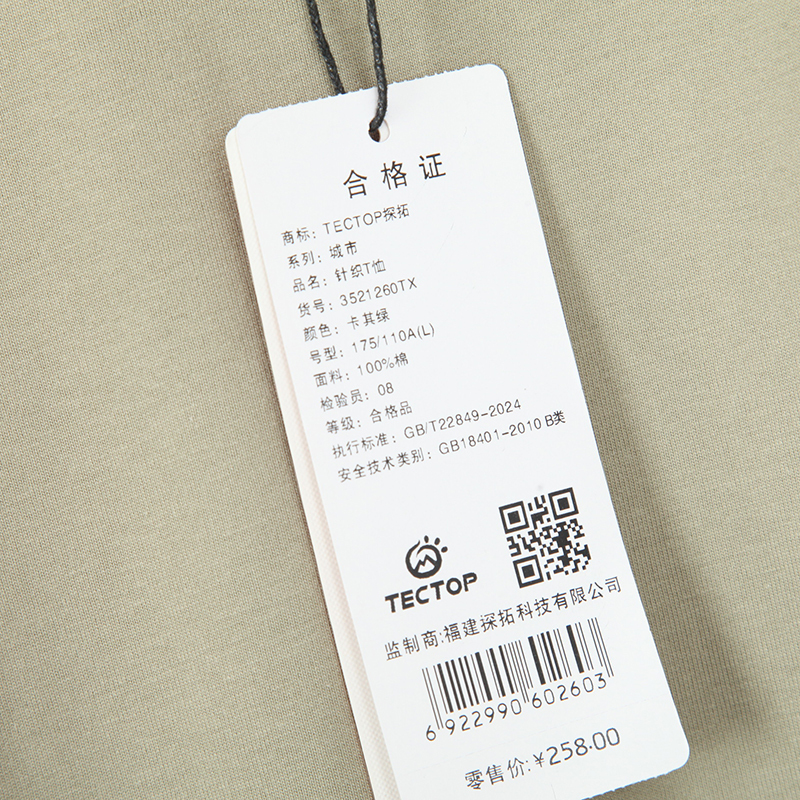 合格证
商标：TECTOP探拓
系列：城市
品名：针织T恤
货号：3521260TX
颜色：卡其绿
号型：175/110A(L)
面料：100%棉
检验员：08
等级：合格品
执行标准：GB/T22849-2024
安全技术类别：GB18401-2010 B类
TECTOP
监制商:福建探拓科技有限公司
6 922990 602603
零售价:¥258.00